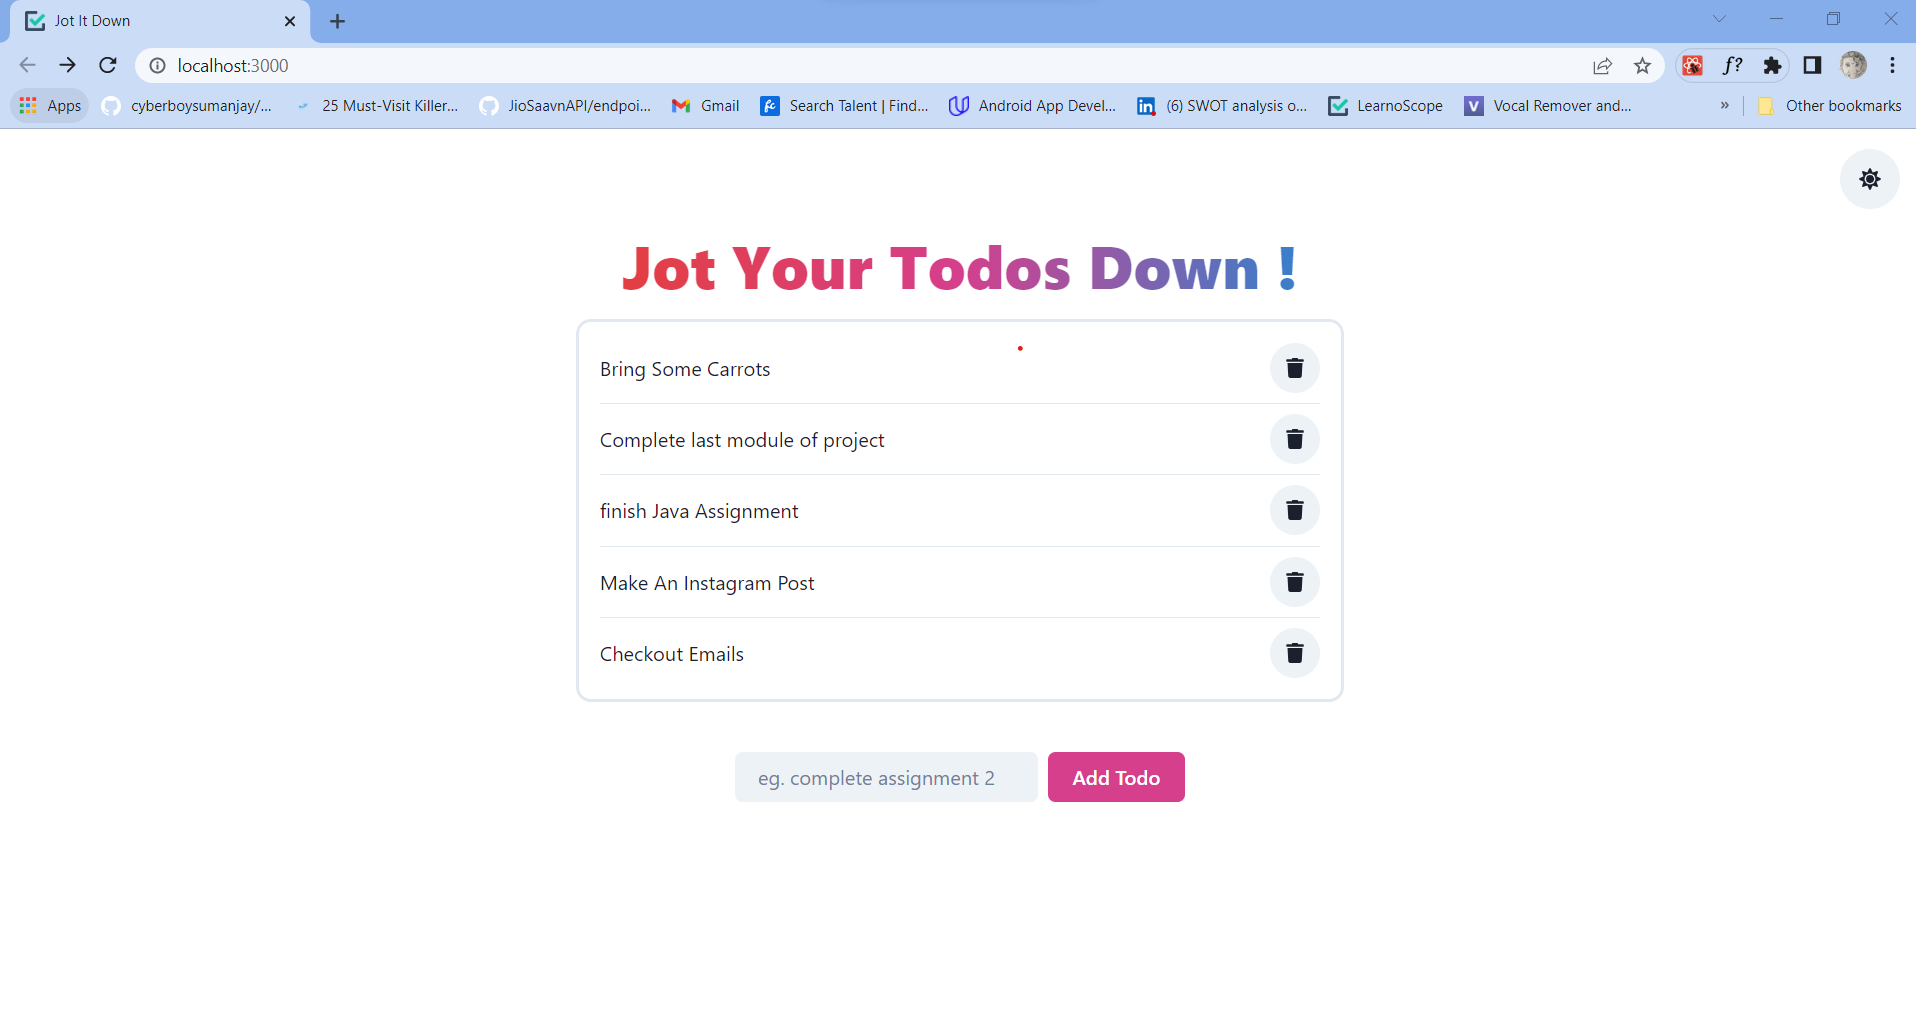 Jot It Down
localhost:3000
Apps cyberboysumanjay/... 25 Must-Visit Killer... JioSaavnAPI/endpoi... Gmail Search Talent | Find... Android App Devel... (6) SWOT analysis o... LearnoScope Vocal Remover and... » Other bookmarks
Jot Your Todos Down !
Bring Some Carrots
Complete last module of project
finish Java Assignment
Make An Instagram Post
Checkout Emails
eg. complete assignment 2 Add Todo